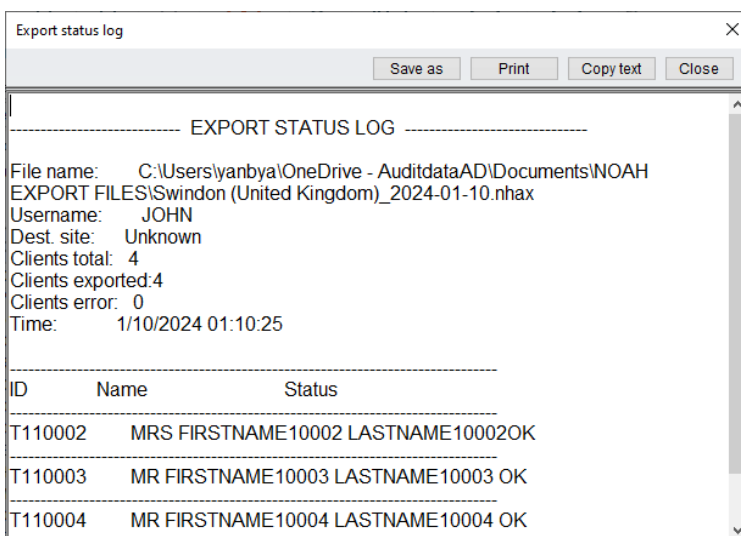 Export status log
Save as Print Copy text Close
---------------------------- EXPORT STATUS LOG ------------------------------
File name: C:\Users\yanbya\OneDrive - AuditdataAD\Documents\NOAH
EXPORT FILES\Swindon (United Kingdom)_2024-01-10.nhax
Username: JOHN
Dest. site: Unknown
Clients total: 4
Clients exported:4
Clients error: 0
Time: 1/10/2024 01:10:25
--------------------------------------------------------------------------------
ID Name Status
--------------------------------------------------------------------------------
T110002 MRS FIRSTNAME10002 LASTNAME10002OK
--------------------------------------------------------------------------------
T110003 MR FIRSTNAME10003 LASTNAME10003 OK
--------------------------------------------------------------------------------
T110004 MR FIRSTNAME10004 LASTNAME10004 OK